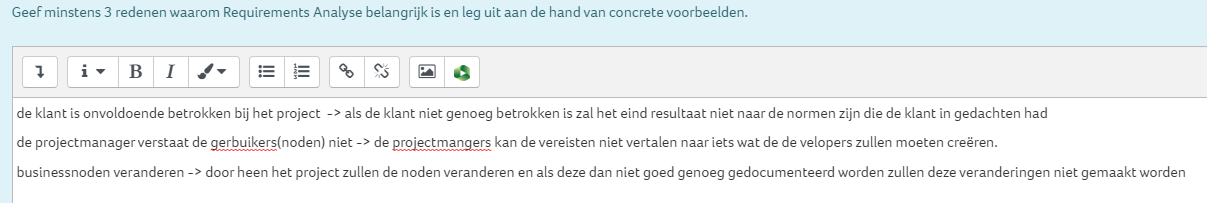 Geef minstens 3 redenen waarom Requirements Analyse belangrijk is en leg uit aan de hand van concrete voorbeelden.
i B I
de klant is onvoldoende betrokken bij het project -> als de klant niet genoeg betrokken is zal het eind resultaat niet naar de normen zijn die de klant in gedachten had
de projectmanager verstaat de gerbuikers(noden) niet -> de projectmangers kan de vereisten niet vertalen naar iets wat de de velopers zullen moeten creëren.
businessnoden veranderen -> door heen het project zullen de noden veranderen en als deze dan niet goed genoeg gedocumenteerd worden zullen deze veranderingen niet gemaakt worden